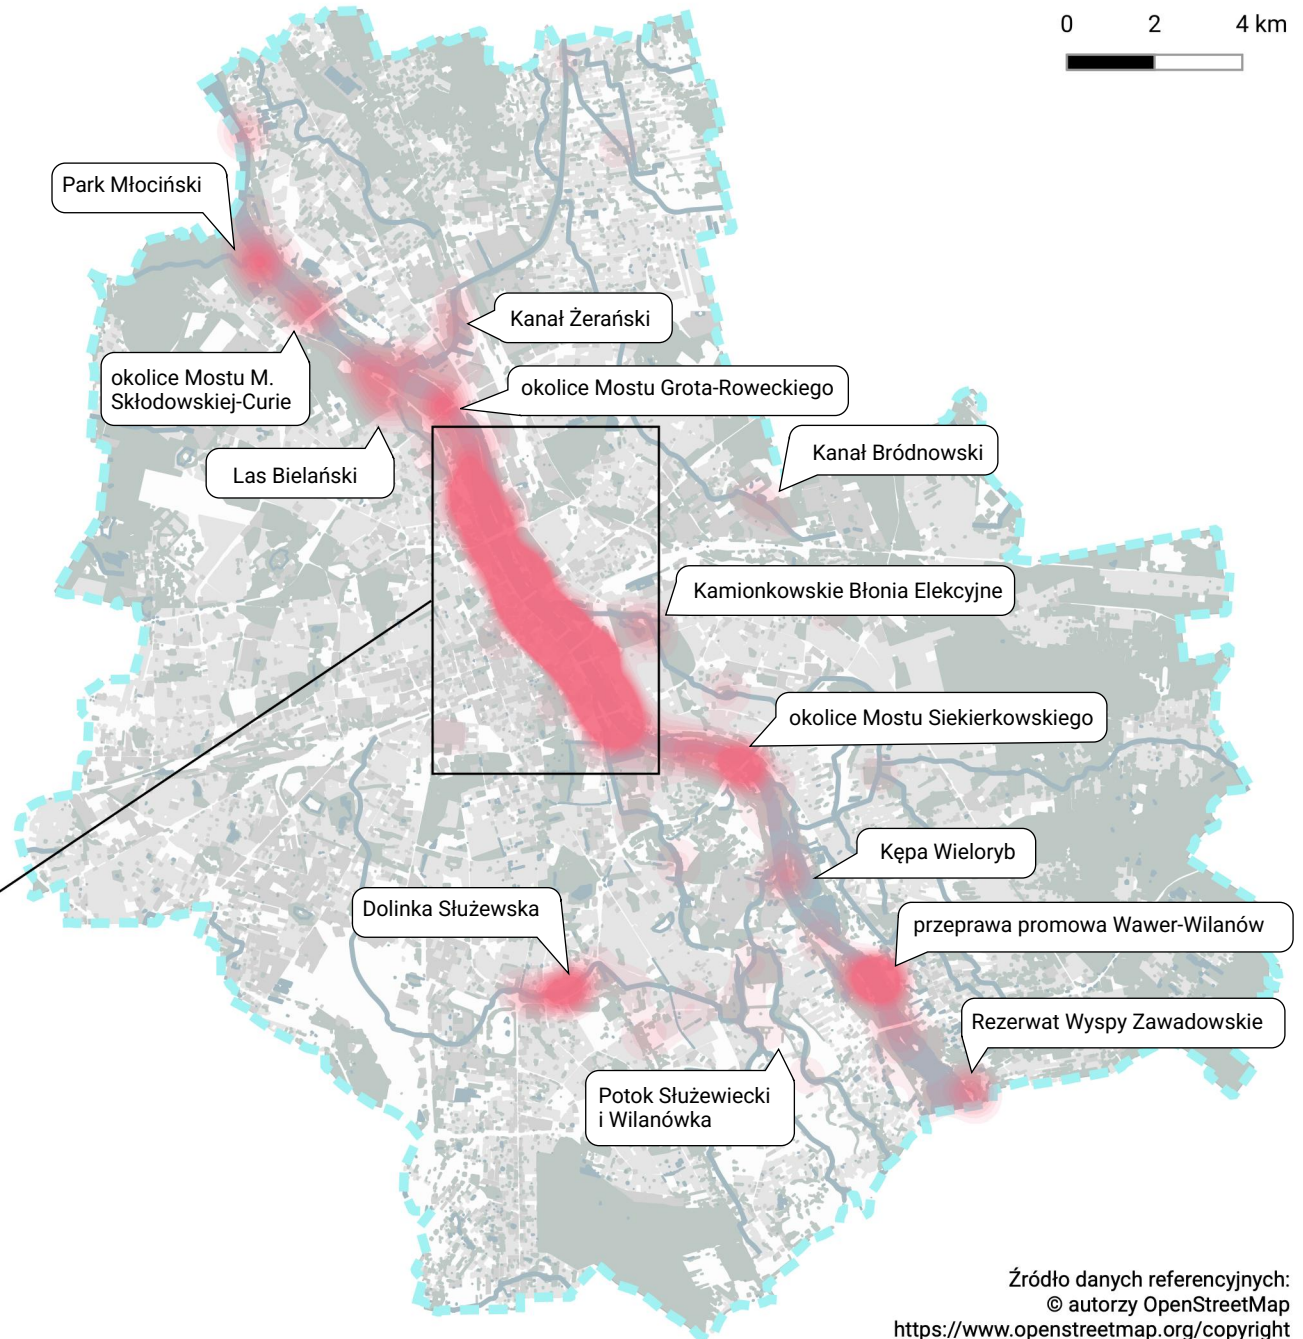 0 2 4 km
Park Młociński
Kanał Żerański
okolice Mostu M.
Skłodowskiej-Curie
okolice Mostu Grota-Roweckiego
Las Bielański
Kanał Bródnowski
Kamionkowskie Błonia Elekcyjne
okolice Mostu Siekierkowskiego
Kępa Wieloryb
Dolinka Służewska
przeprawa promowa Wawer-Wilanów
Rezerwat Wyspy Zawadowskie
Potok Służewiecki
i Wilanówka
Źródło danych referencyjnych:
© autorzy OpenStreetMap
https://www.openstreetmap.org/copyright